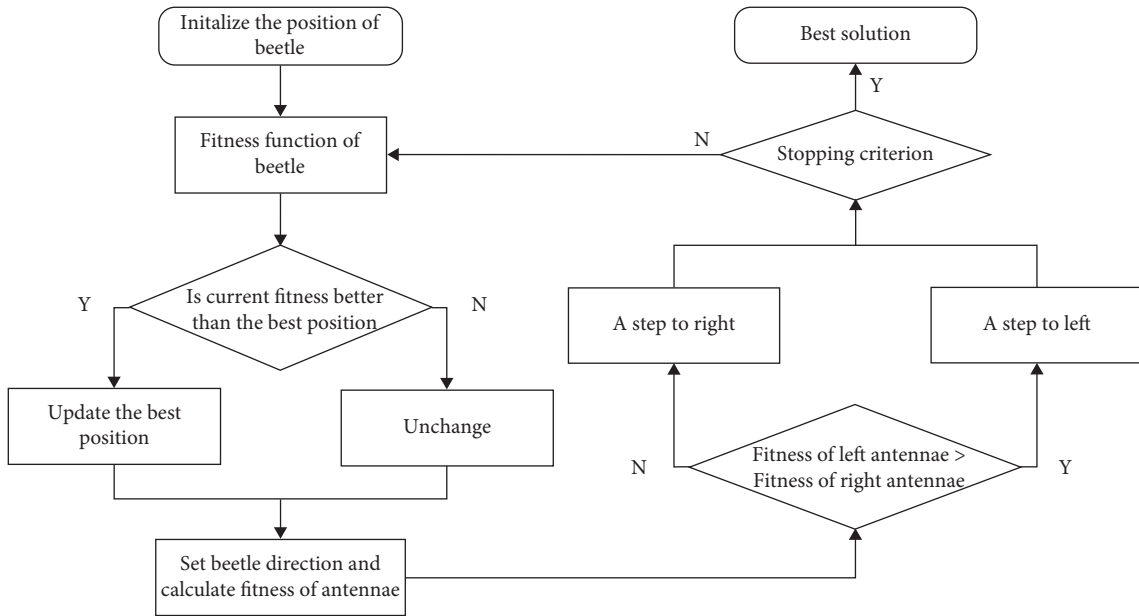 Initalize the position of
beetle
Fitness function of
beetle
Is current fitness better
than the best position
Y
N
Update the best
position
Unchange
Set beetle direction and
calculate fitness of antennae
Best solution
Y
Stopping criterion
N
A step to right
A step to left
Fitness of left antennae >
Fitness of right antennae
N
Y